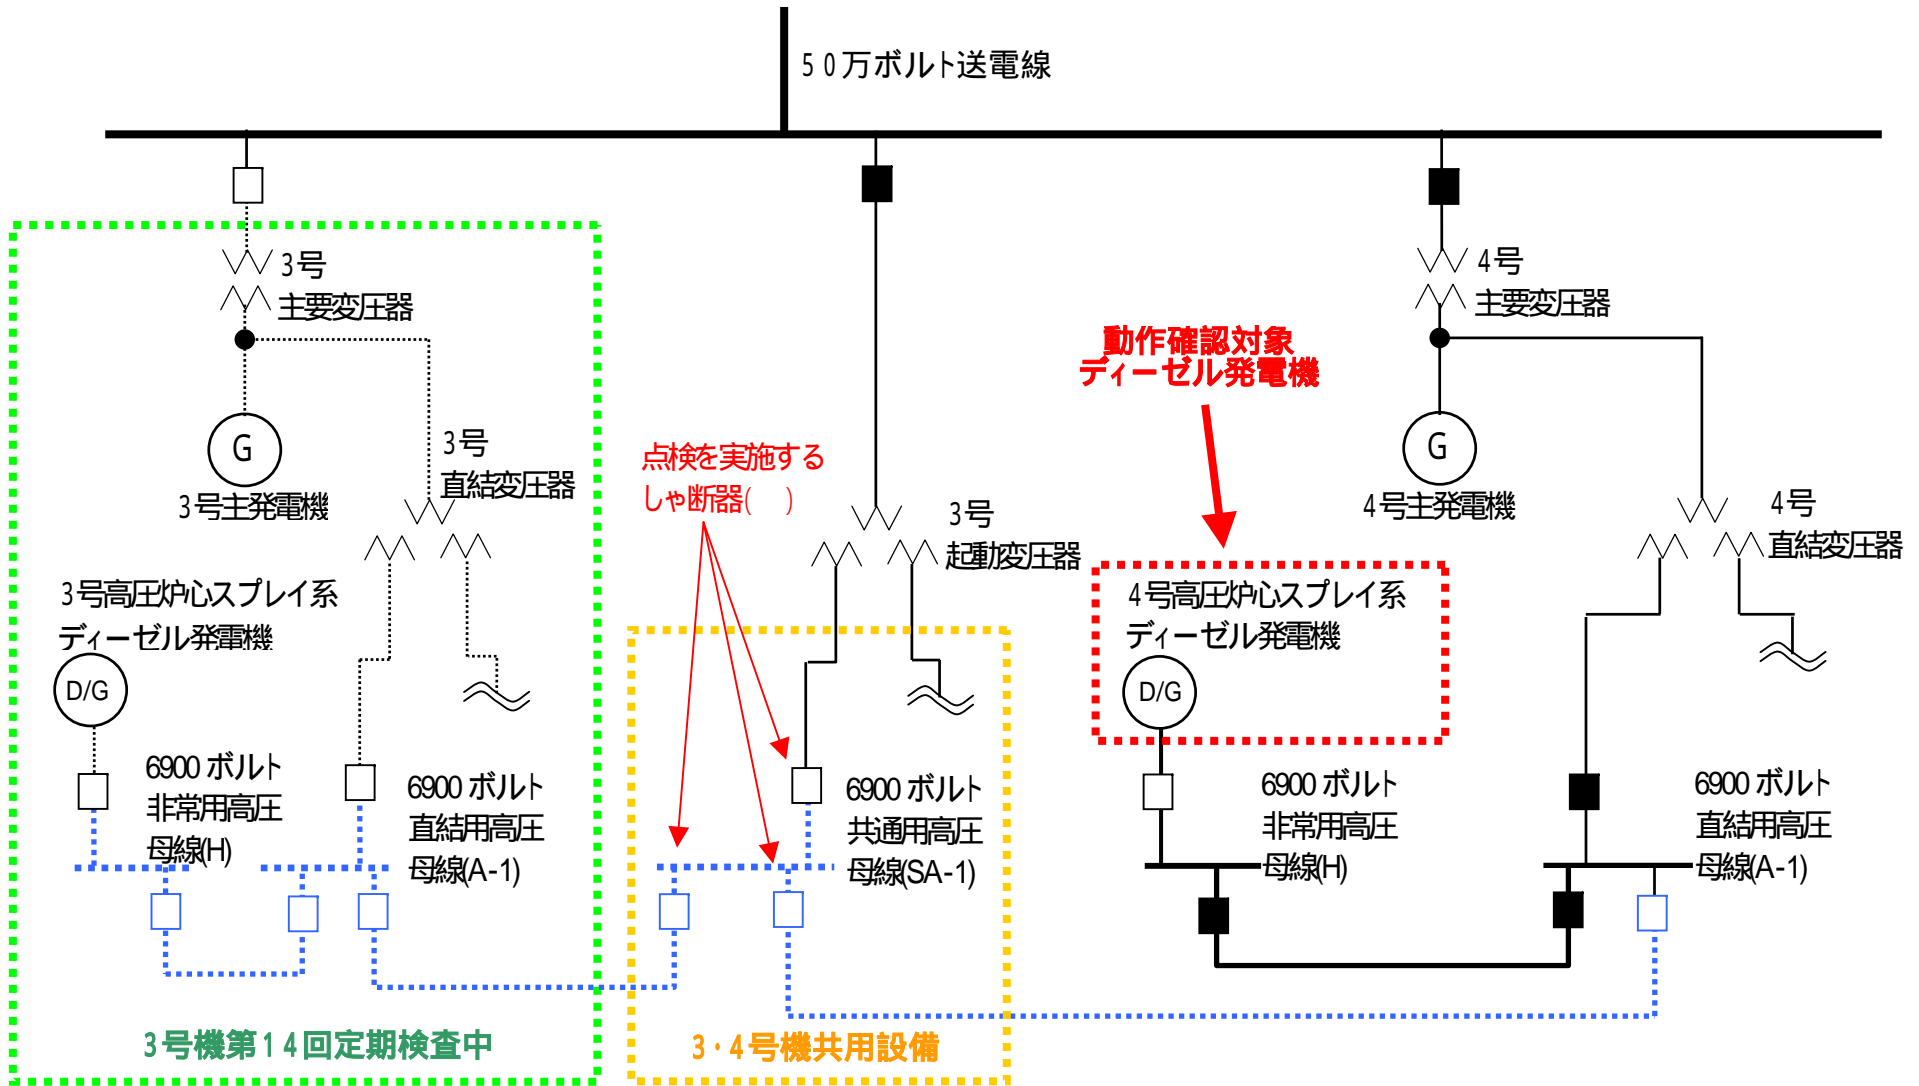 ５０万ボルト送電線
3号
主要変圧器
G
3号主発電機
3号
直結変圧器
3号高圧炉心スプレイ系
ディーゼル発電機
D/G
6900 ボルト
非常用高圧
母線(H)
6900 ボルト
直結用高圧
母線(A-1)
3号機第１４回定期検査中
点検を実施する
しゃ断器(　)
3号
起動変圧器
6900 ボルト
共通用高圧
母線(SA-1)
3・4号機共用設備
動作確認対象
ディーゼル発電機
4号高圧炉心スプレイ系
ディーゼル発電機
D/G
6900 ボルト
非常用高圧
母線(H)
4号
主要変圧器
G
4号主発電機
4号
直結変圧器
6900 ボルト
直結用高圧
母線(A-1)